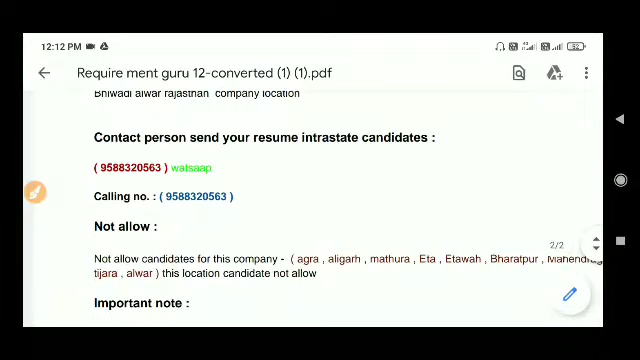 12:12 PM
52
Require ment guru 12-converted (1) (1).pdf
Bhiwadi alwar rajasthan company location
Contact person send your resume intrastate candidates :
( 9588320563 ) watsaap
Calling no. : ( 9588320563 )
Not allow :
2/2
Not allow candidates for this company - ( agra , aligarh , mathura , Eta , Etawah , Bharatpur , Mahendrag
tijara , alwar ) this location candidate not allow
Important note :